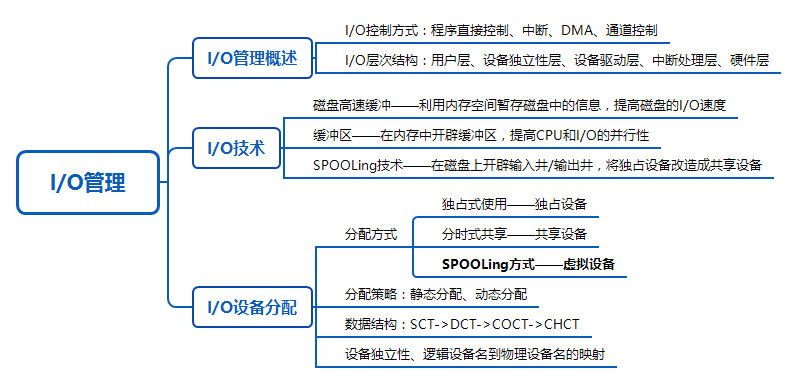 I/O管理
I/O管理概述
I/O控制方式：程序直接控制、中断、DMA、通道控制
I/O层次结构：用户层、设备独立性层、设备驱动层、中断处理层、硬件层
I/O技术
磁盘高速缓冲——利用内存空间暂存磁盘中的信息，提高磁盘的I/O速度
缓冲区——在内存中开辟缓冲区，提高CPU和I/O的并行性
SPOOLing技术——在磁盘上开辟输入井/输出井，将独占设备改造成共享设备
I/O设备分配
分配方式
独占式使用——独占设备
分时式共享——共享设备
SPOOLing方式——虚拟设备
分配策略：静态分配、动态分配
数据结构：SCT->DCT->COCT->CHCT
设备独立性、逻辑设备名到物理设备名的映射